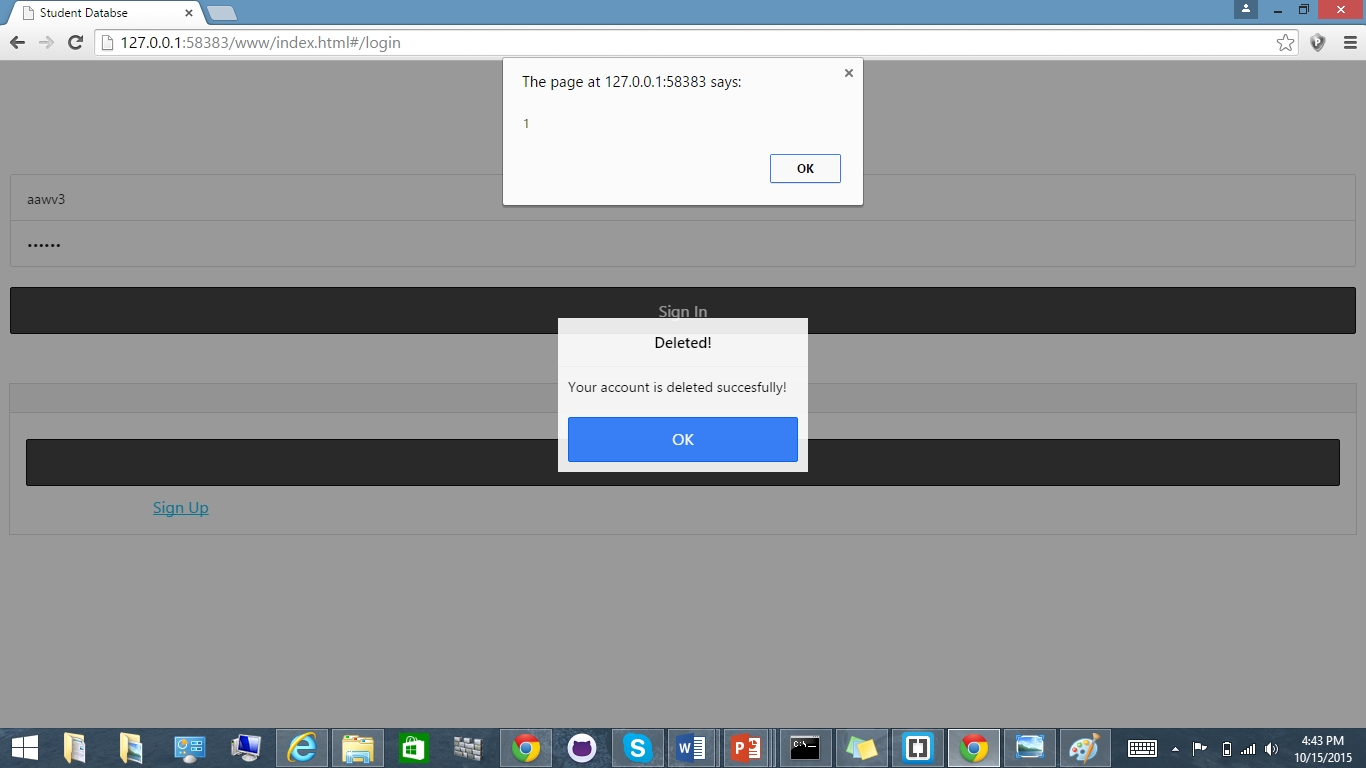 Student Databse
127.0.0.1:58383/www/index.html#/login
The page at 127.0.0.1:58383 says:
1
OK
aawv3
••••••
Sign In
Deleted!
Your account is deleted succesfully!
OK
Sign Up
4:43 PM
10/15/2015